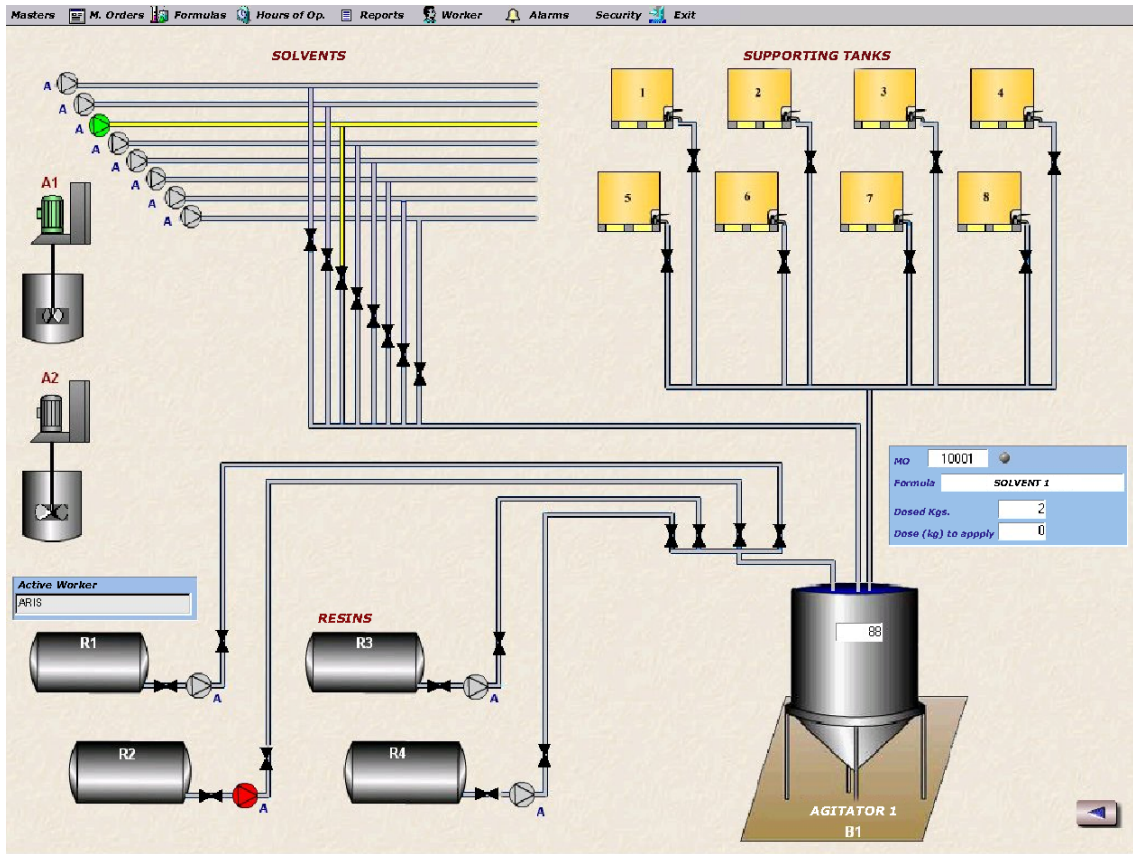 Masters M. Orders Formulas Hours of Op. Reports Worker Alarms Security Exit
SOLVENTS
SUPPORTING TANKS
A
A
A
A
A
A
A
A
1 2 3 4
5 6 7 8
A1
A2
MO 10001
Formula SOLVENT 1
Dosed Kgs. 2
Dose (kg) to appply 0
Active Worker
ARIS
RESINS
R1
A
R3
A
R2
A
R4
A
88
AGITATOR 1
B1